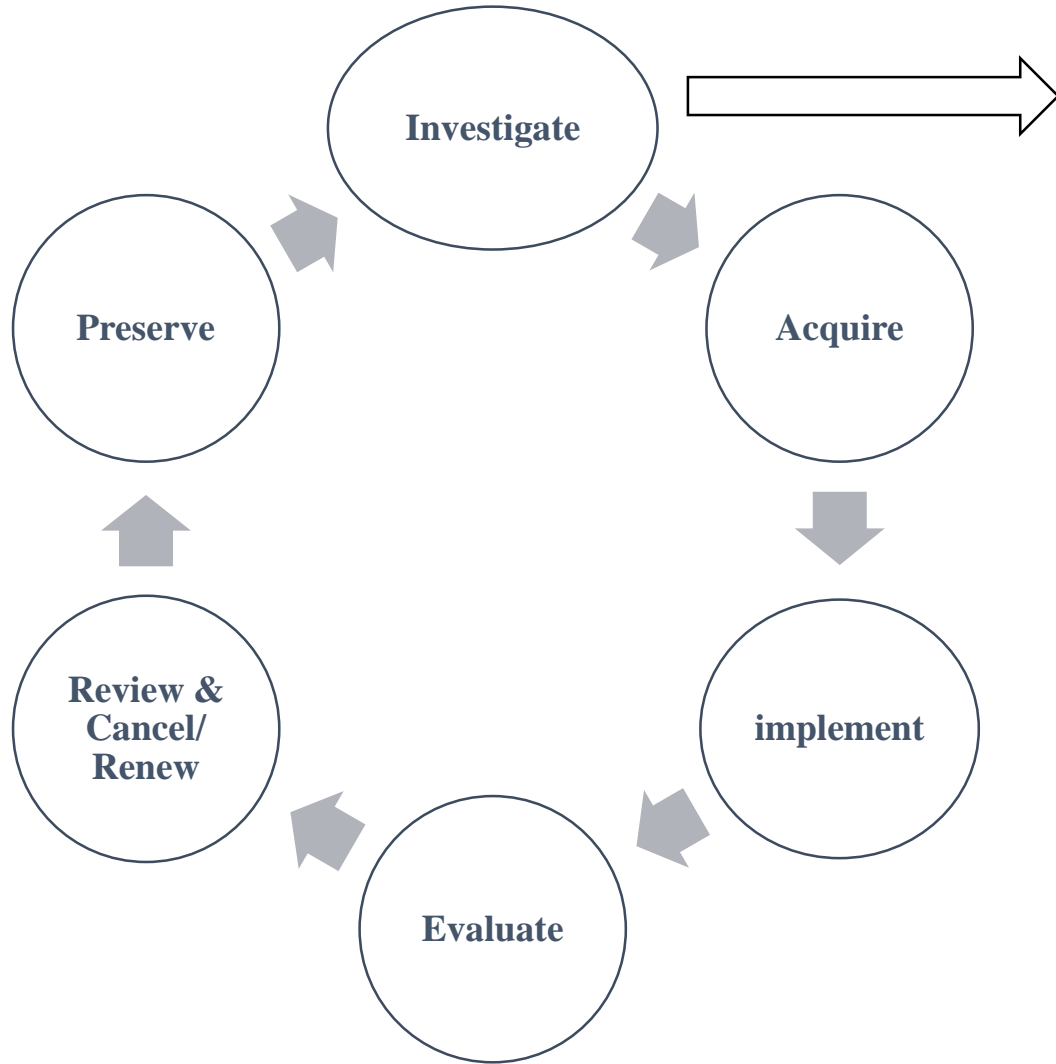 Investigate
Acquire
implement
Evaluate
Review &
Cancel/
Renew
Preserve